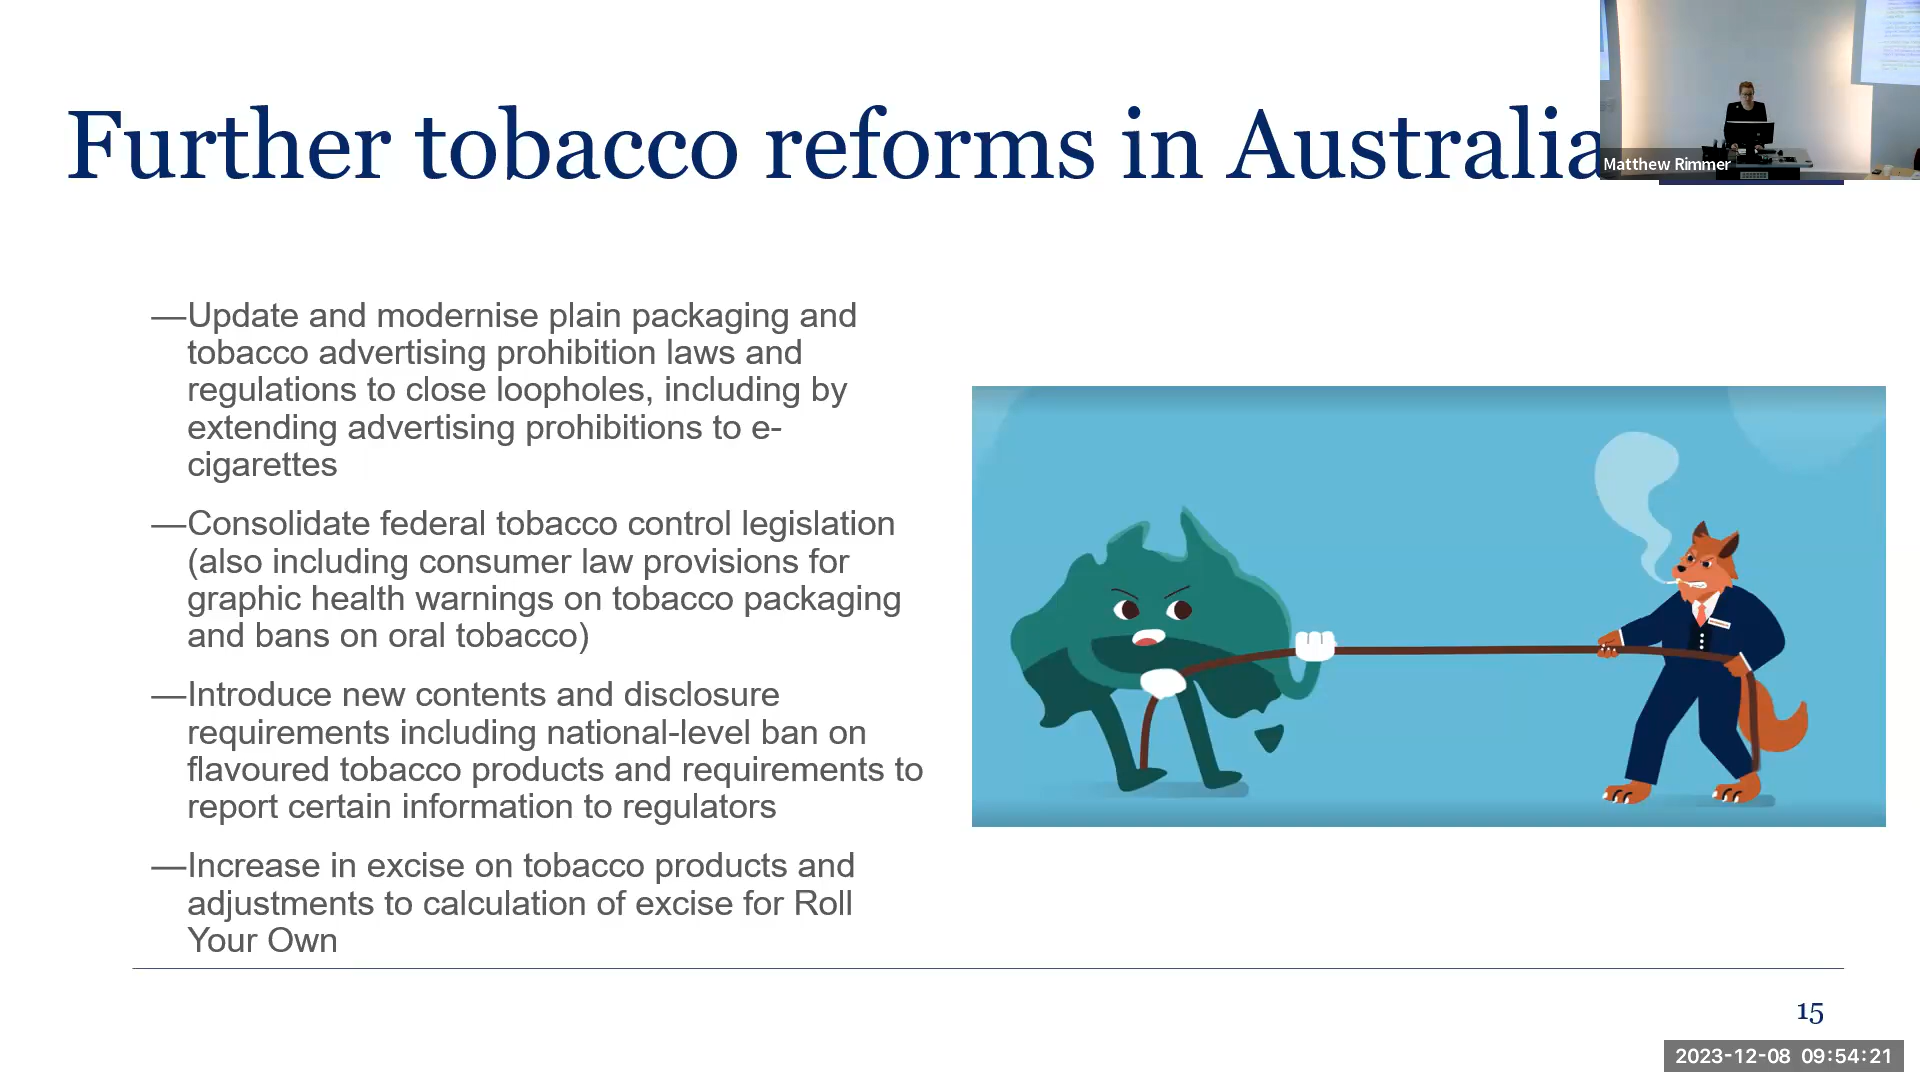 Further tobacco reforms in Australia
Matthew Rimmer
—Update and modernise plain packaging and
tobacco advertising prohibition laws and
regulations to close loopholes, including by
extending advertising prohibitions to e-
cigarettes
—Consolidate federal tobacco control legislation
(also including consumer law provisions for
graphic health warnings on tobacco packaging
and bans on oral tobacco)
—Introduce new contents and disclosure
requirements including national-level ban on
flavoured tobacco products and requirements to
report certain information to regulators
—Increase in excise on tobacco products and
adjustments to calculation of excise for Roll
Your Own
15
2023-12-08 09:54:21